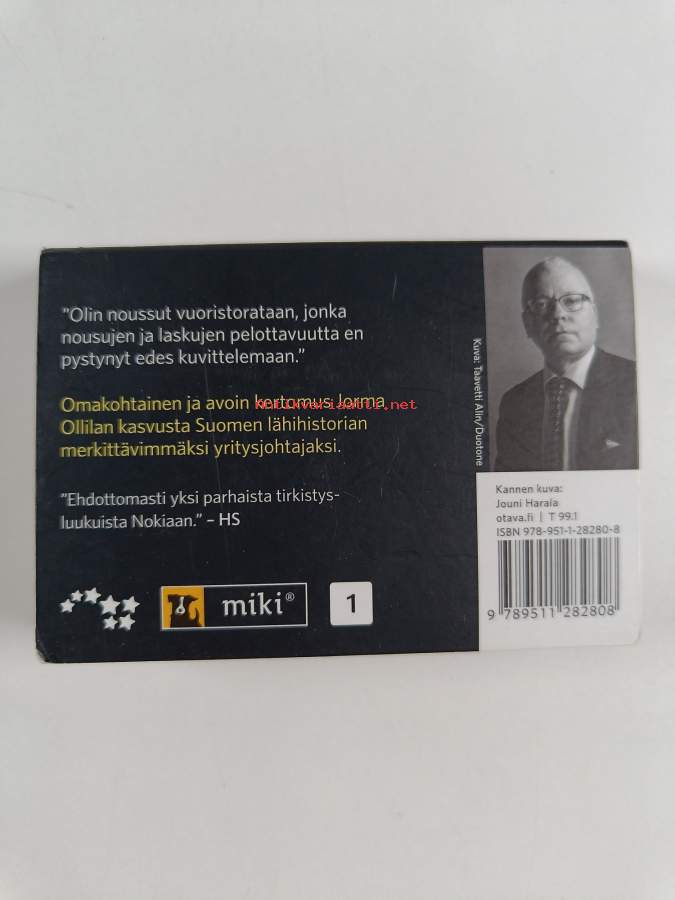 "Olin noussut vuoristorataan, jonka
nousujen ja laskujen pelottavuutta en
pystynyt edes kuvittelemaan."
Omakohtainen ja avoin kertomus Jorma
Ollilan kasvusta Suomen lähihistorian
merkittävimmäksi yritysjohtajaksi.
"Ehdottomasti yksi parhaista tirkistys-
luukuista Nokiaan." – HS
miki®
1
Kuva: Taavetti Alin/Duotone
Kannen kuva:
Jouni Harala
otava.fi | T 99.1
ISBN 978-951-1-28280-8
9 789511 282808
Antikvariaatti.net